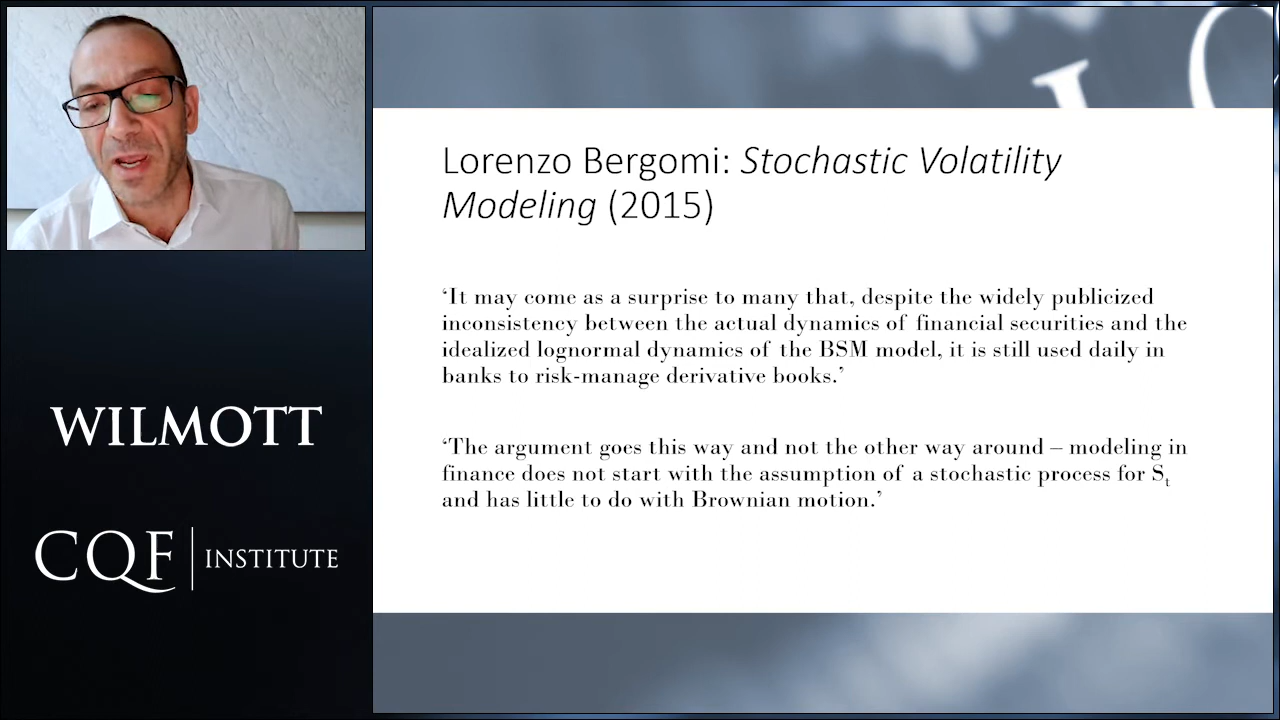 Lorenzo Bergomi: Stochastic Volatility
Modeling (2015)
‘It may come as a surprise to many that, despite the widely publicized
inconsistency between the actual dynamics of financial securities and the
idealized lognormal dynamics of the BSM model, it is still used daily in
banks to risk-manage derivative books.’
‘The argument goes this way and not the other way around – modeling in
finance does not start with the assumption of a stochastic process for Sₜ
and has little to do with Brownian motion.’
WILMOTT
CQF | INSTITUTE